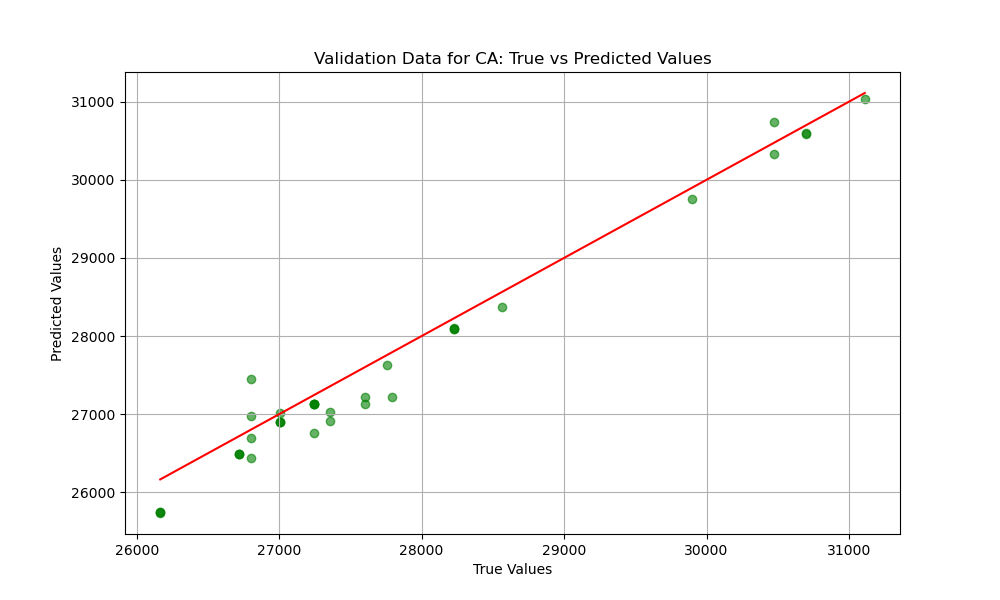 Validation Data for CA: True vs Predicted Values
31000
30000
29000
28000
27000
26000
Predicted Values
26000 27000 28000 29000 30000 31000
True Values